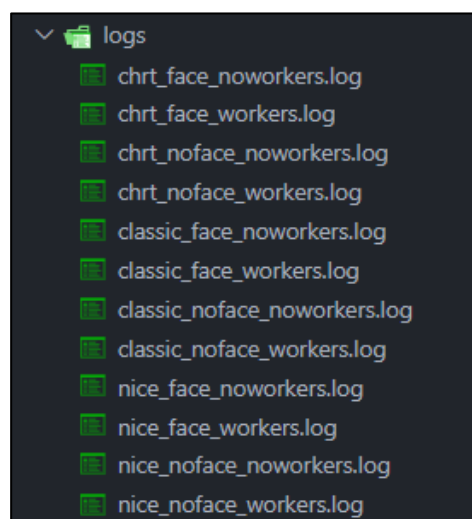 logs
chrt_face_noworkers.log
chrt_face_workers.log
chrt_noface_noworkers.log
chrt_noface_workers.log
classic_face_noworkers.log
classic_face_workers.log
classic_noface_noworkers.log
classic_noface_workers.log
nice_face_noworkers.log
nice_face_workers.log
nice_noface_noworkers.log
nice_noface_workers.log